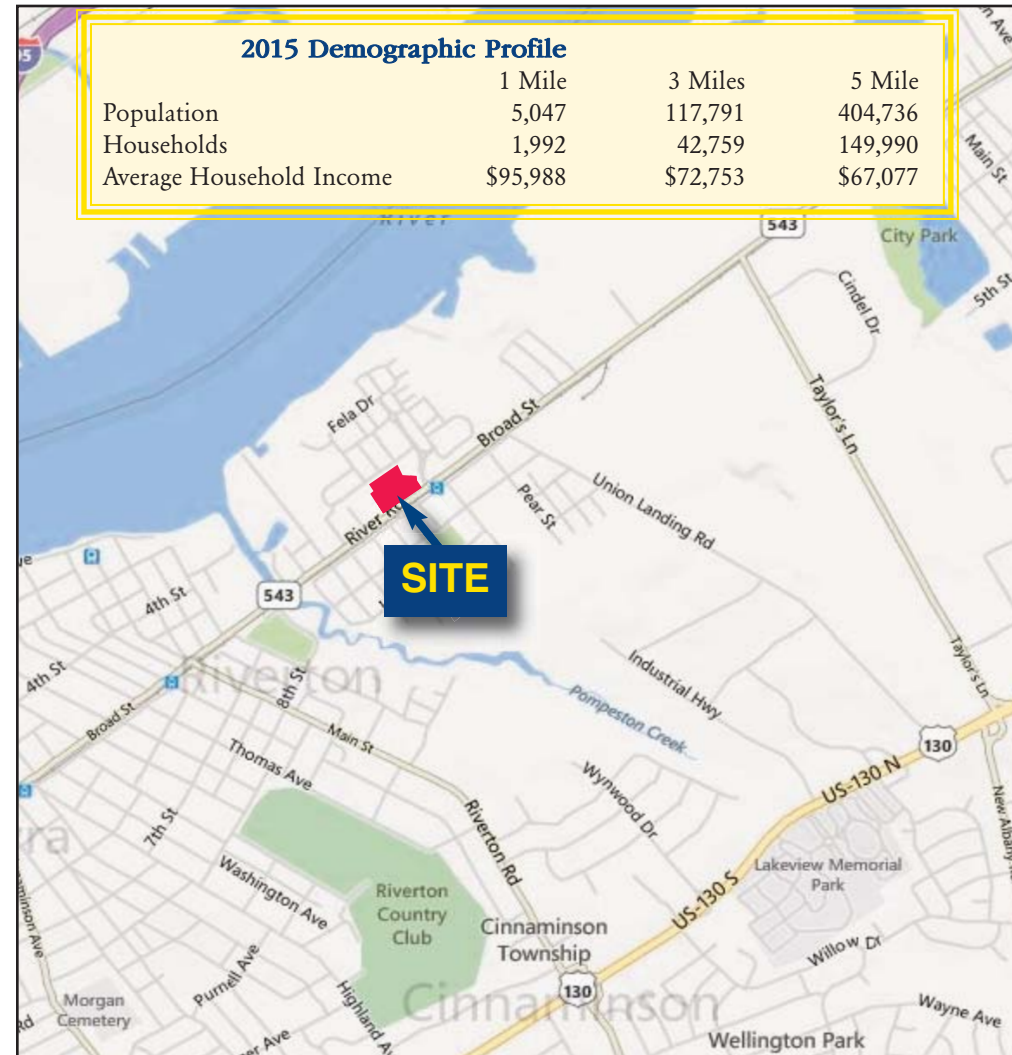 2015 Demographic Profile
1 Mile 3 Miles 5 Mile
Population 5,047 117,791 404,736
Households 1,992 42,759 149,990
Average Household Income $95,988 $72,753 $67,077
Main St
River
543
City Park
5th St
Cindel Dr
Taylor's Ln
Fela Dr
Broad St
Pear St
Union Landing Rd
River
SITE
543
4th St
4th St
Riverton
8th St
Broad St
Main St
Thomas Ave
7th St
Industrial Hwy
Pompeston Creek
Taylor's Ln
130
US-130 N
Wynwood Dr
New Albany
Riverton Rd
Washington Ave
Lakeview Memorial
Park
US-130 S
Riverton
Country
Club
Cinnaminson
Township
Willow Dr
Purnell Ave
Highland
130
Cinnaminson
Morgan
Cemetery
Wayne Ave
Wellington Park